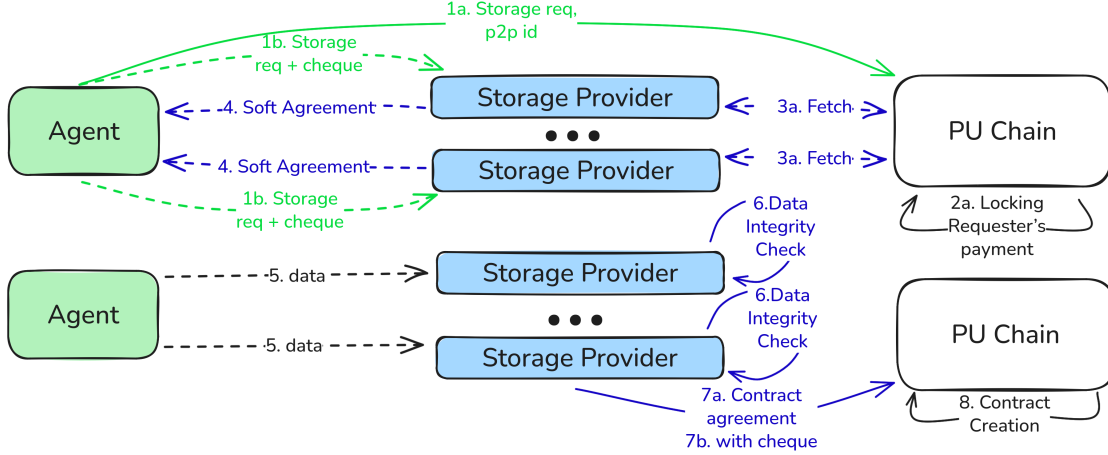 1a. Storage req,
p2p id
1b. Storage
req + cheque
Agent
4. Soft Agreement
Storage Provider
3a. Fetch
PU Chain
4. Soft Agreement
Storage Provider
3a. Fetch
1b. Storage
req + cheque
2a. Locking
Requester's
payment
6.Data
Integrity
Check
Agent
5. data
Storage Provider
6.Data
Integrity
Check
PU Chain
5. data
Storage Provider
7a. Contract
agreement
7b. with cheque
8. Contract
Creation